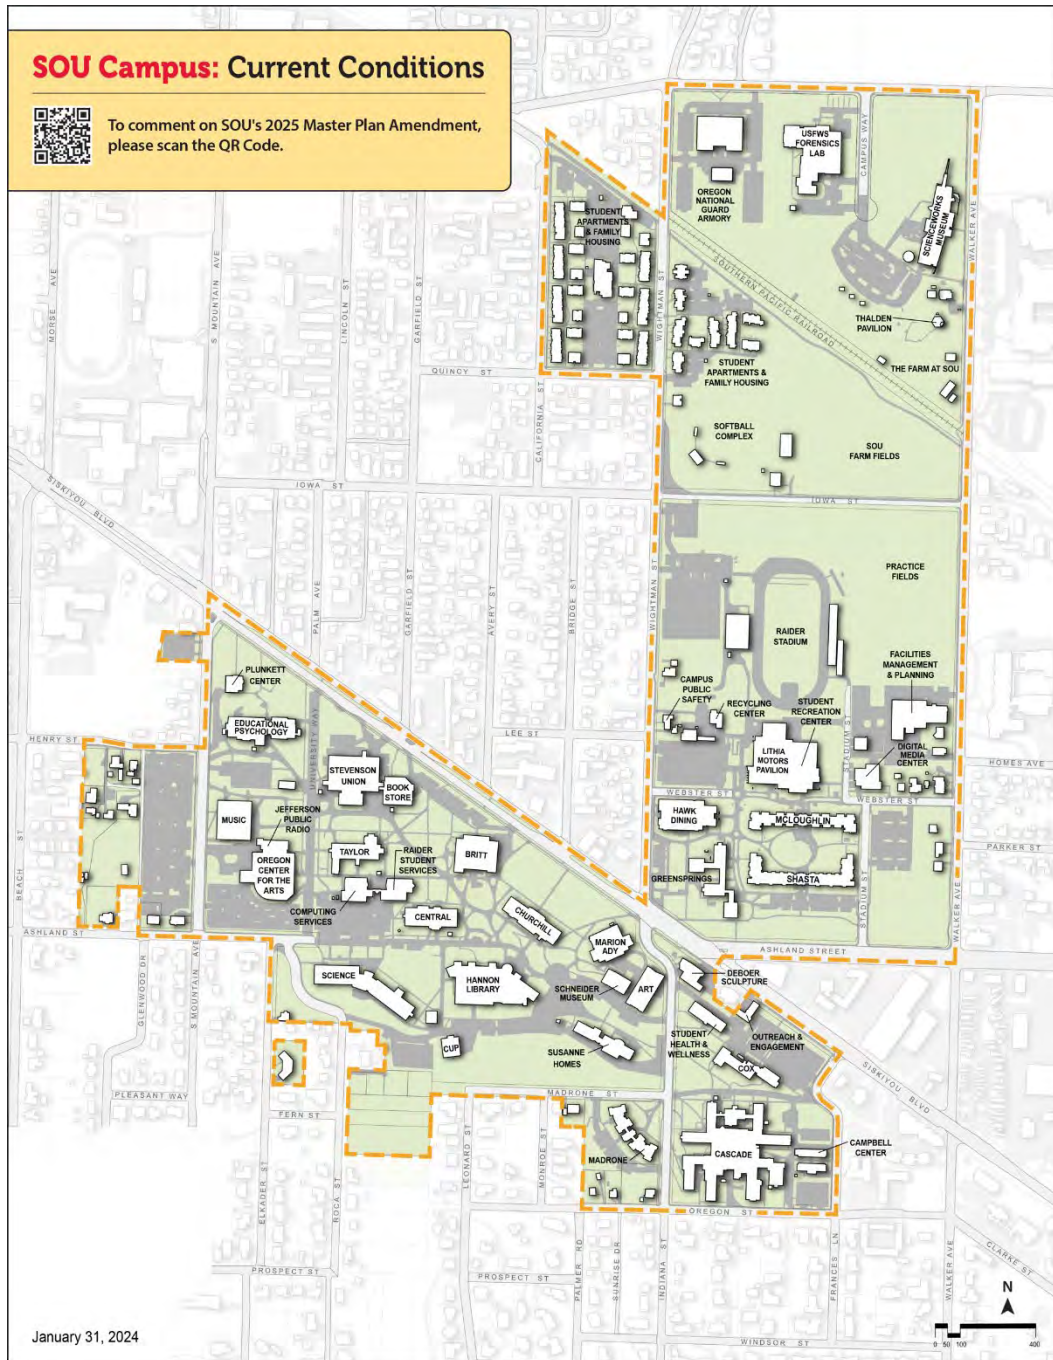 SOU Campus: Current Conditions
To comment on SOU's 2025 Master Plan Amendment,
please scan the QR Code.
USFWS
FORENSICS
LAB
CAMPUS WAY
OREGON
NATIONAL
GUARD
ARMORY
SCIENCEWORKS
MUSEUM
WALKER AVE
STUDENT
APARTMENTS
& FAMILY
HOUSING
SOUTHERN PACIFIC RAILROAD
WIGHTMAN ST
MORSE AVE
S MOUNTAIN AVE
LINCOLN ST
GARFIELD ST
THALDEN
PAVILION
STUDENT
APARTMENTS &
FAMILY HOUSING
THE FARM AT SOU
QUINCY ST
CALIFORNIA ST
SOFTBALL
COMPLEX
SOU
FARM FIELDS
SISKIYOU BLVD
IOWA ST
IOWA ST
PRACTICE
FIELDS
PALM AVE
GARFIELD ST
AVERY ST
BRIDGE ST
WIGHTMAN ST
RAIDER
STADIUM
FACILITIES
MANAGEMENT
& PLANNING
PLUNKETT
CENTER
CAMPUS
PUBLIC
SAFETY
RECYCLING
CENTER
STUDENT
RECREATION
CENTER
EDUCATIONAL
PSYCHOLOGY
UNIVERSITY WAY
HENRY ST
LEE ST
STADIUM ST
LITHIA
MOTORS
PAVILION
DIGITAL
MEDIA
CENTER
HOMES AVE
STEVENSON
UNION
BOOK
STORE
WEBSTER ST
WEBSTER ST
JEFFERSON
PUBLIC
RADIO
MUSIC
HAWK
DINING
MCLOUGHLIN
BEACH ST
PARKER ST
OREGON
CENTER
FOR THE
ARTS
TAYLOR
RAIDER
STUDENT
SERVICES
BRITT
GREENSPRINGS
SHASTA
STADIUM ST
WALKER AVE
COMPUTING
SERVICES
CENTRAL
CHURCHILL
ASHLAND ST
MARION
ADY
ASHLAND STREET
GLENWOOD DR
S MOUNTAIN AVE
SCIENCE
HANNON
LIBRARY
SCHNEIDER
MUSEUM
ART
DEBOER
SCULPTURE
CUP
SUSANNE
HOMES
STUDENT
HEALTH &
WELLNESS
OUTREACH &
ENGAGEMENT
COX
SISKIYOU BLVD
PLEASANT WAY
MADRONE ST
FERN ST
LEONARD ST
MONROE ST
MADRONE
CASCADE
CAMPBELL
CENTER
ELKADER ST
ROCA ST
OREGON ST
PALMER RD
SUNRISE DR
INDIANA ST
FRANCES LN
WALKER AVE
CLARKE ST
PROSPECT ST
PROSPECT ST
N
January 31, 2024
0 50 100 400
WINDSOR ST